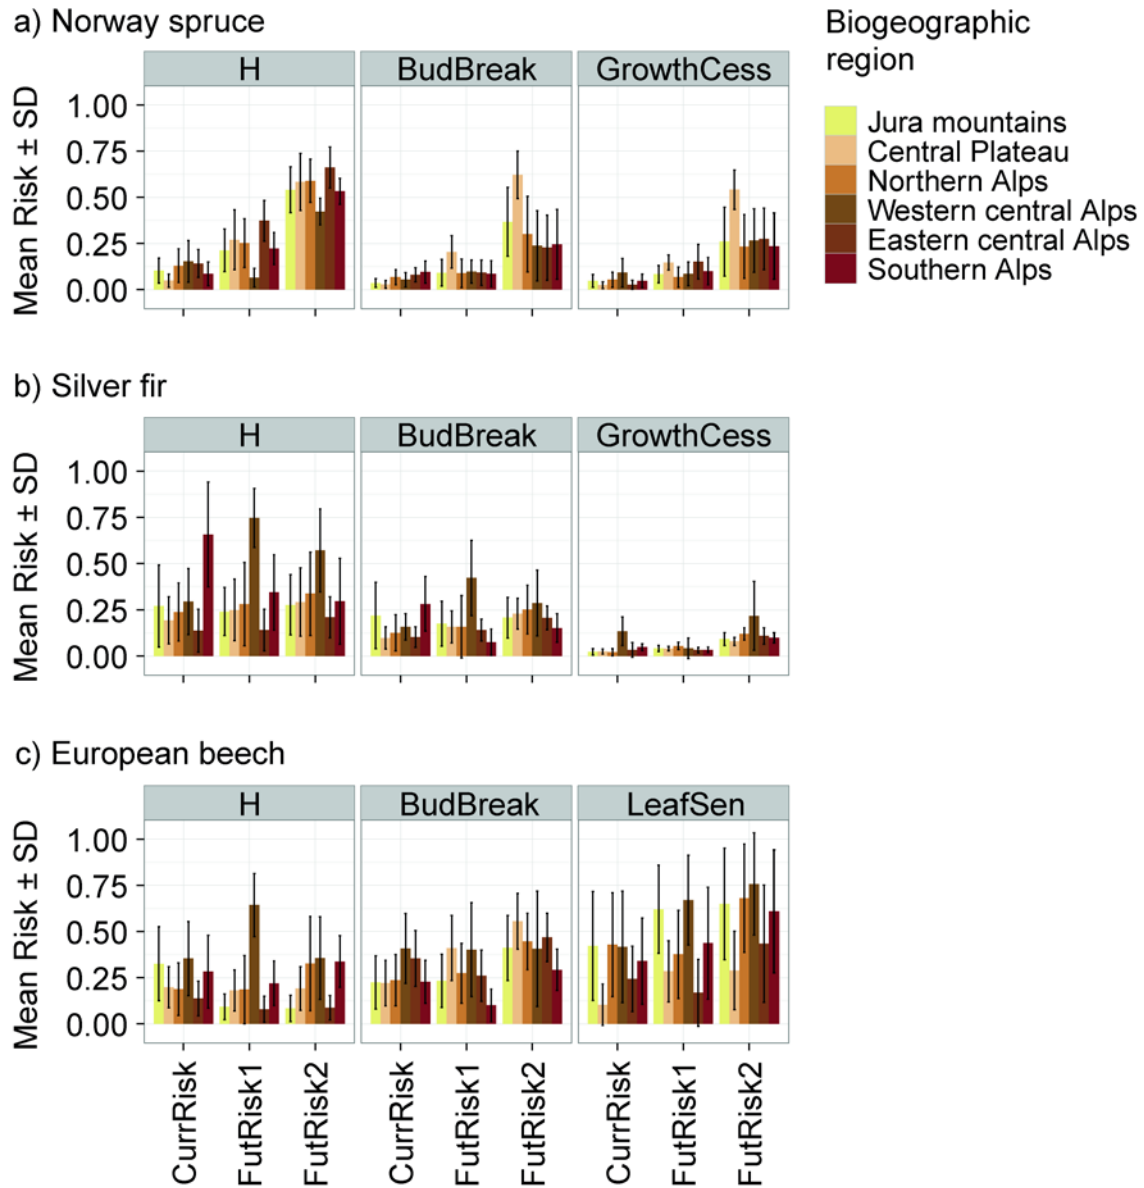 a) Norway spruce
Biogeographic
region
H
BudBreak
GrowthCess
Mean Risk ± SD
1.00
0.75
0.50
0.25
0.00
Jura mountains
Central Plateau
Northern Alps
Western central Alps
Eastern central Alps
Southern Alps
b) Silver fir
H
BudBreak
GrowthCess
Mean Risk ± SD
1.00
0.75
0.50
0.25
0.00
c) European beech
H
BudBreak
LeafSen
Mean Risk ± SD
1.00
0.75
0.50
0.25
0.00
CurrRisk
FutRisk1
FutRisk2
CurrRisk
FutRisk1
FutRisk2
CurrRisk
FutRisk1
FutRisk2